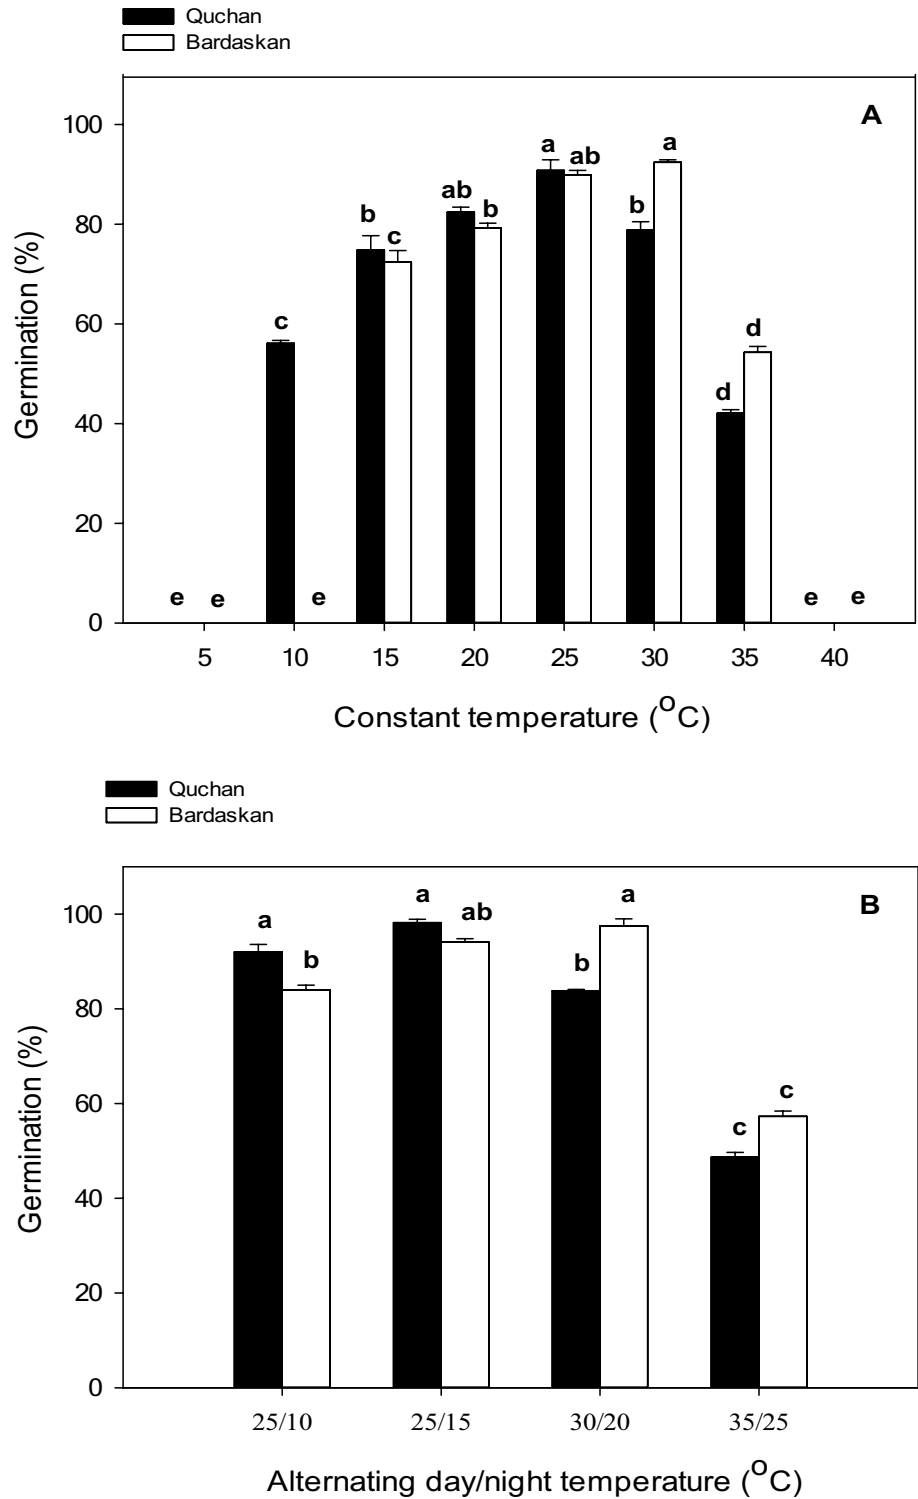 Quchan
Bardaskan
A
100
80
60
40
20
0
Germination (%)
a ab a
ab b b
b c
c
d
d
e e e e e
5 10 15 20 25 30 35 40
Constant temperature (°C)
Quchan
Bardaskan
B
100
80
60
40
20
0
Germination (%)
a b a ab b a c c
25/10 25/15 30/20 35/25
Alternating day/night temperature (°C)